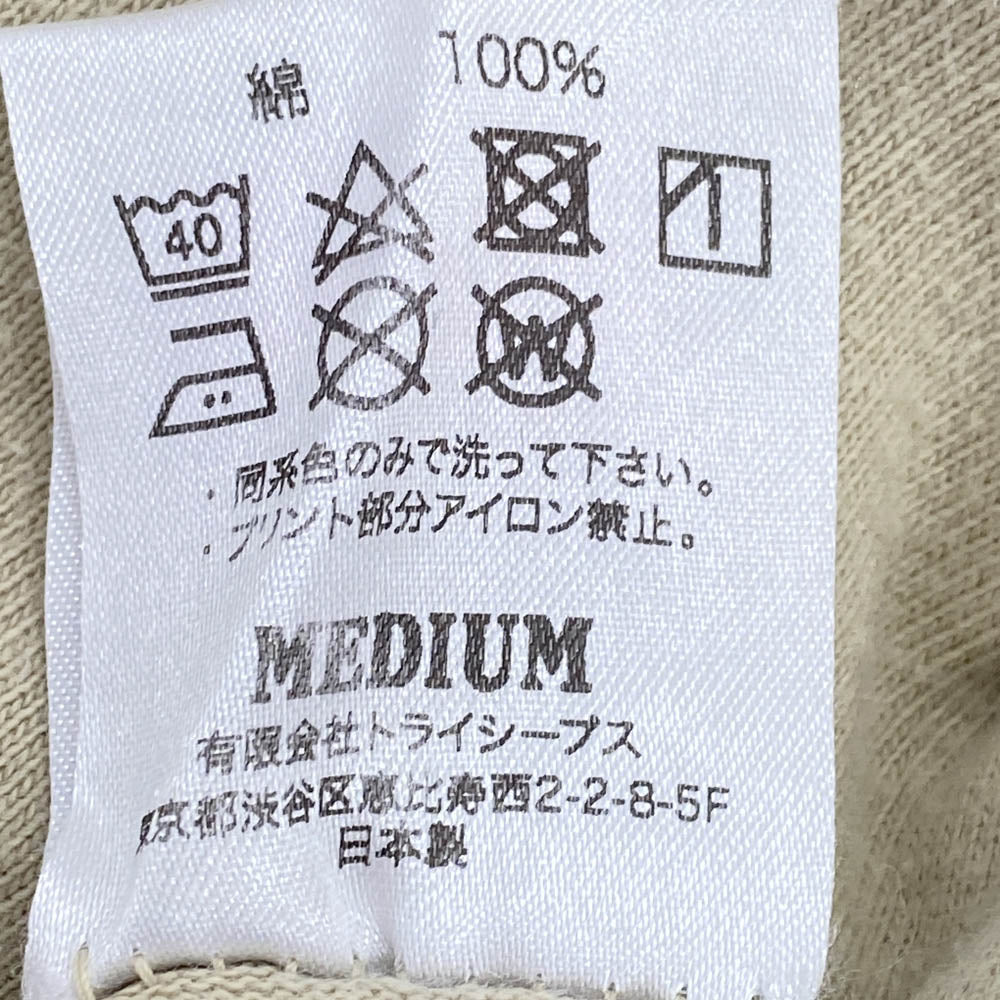 綿 100%
40
・同系色のみで洗って下さい。
・プリント部分アイロン禁止。
MEDIUM
有限会社トライシープス
東京都渋谷区恵比寿西2-2-8-5F
日本製